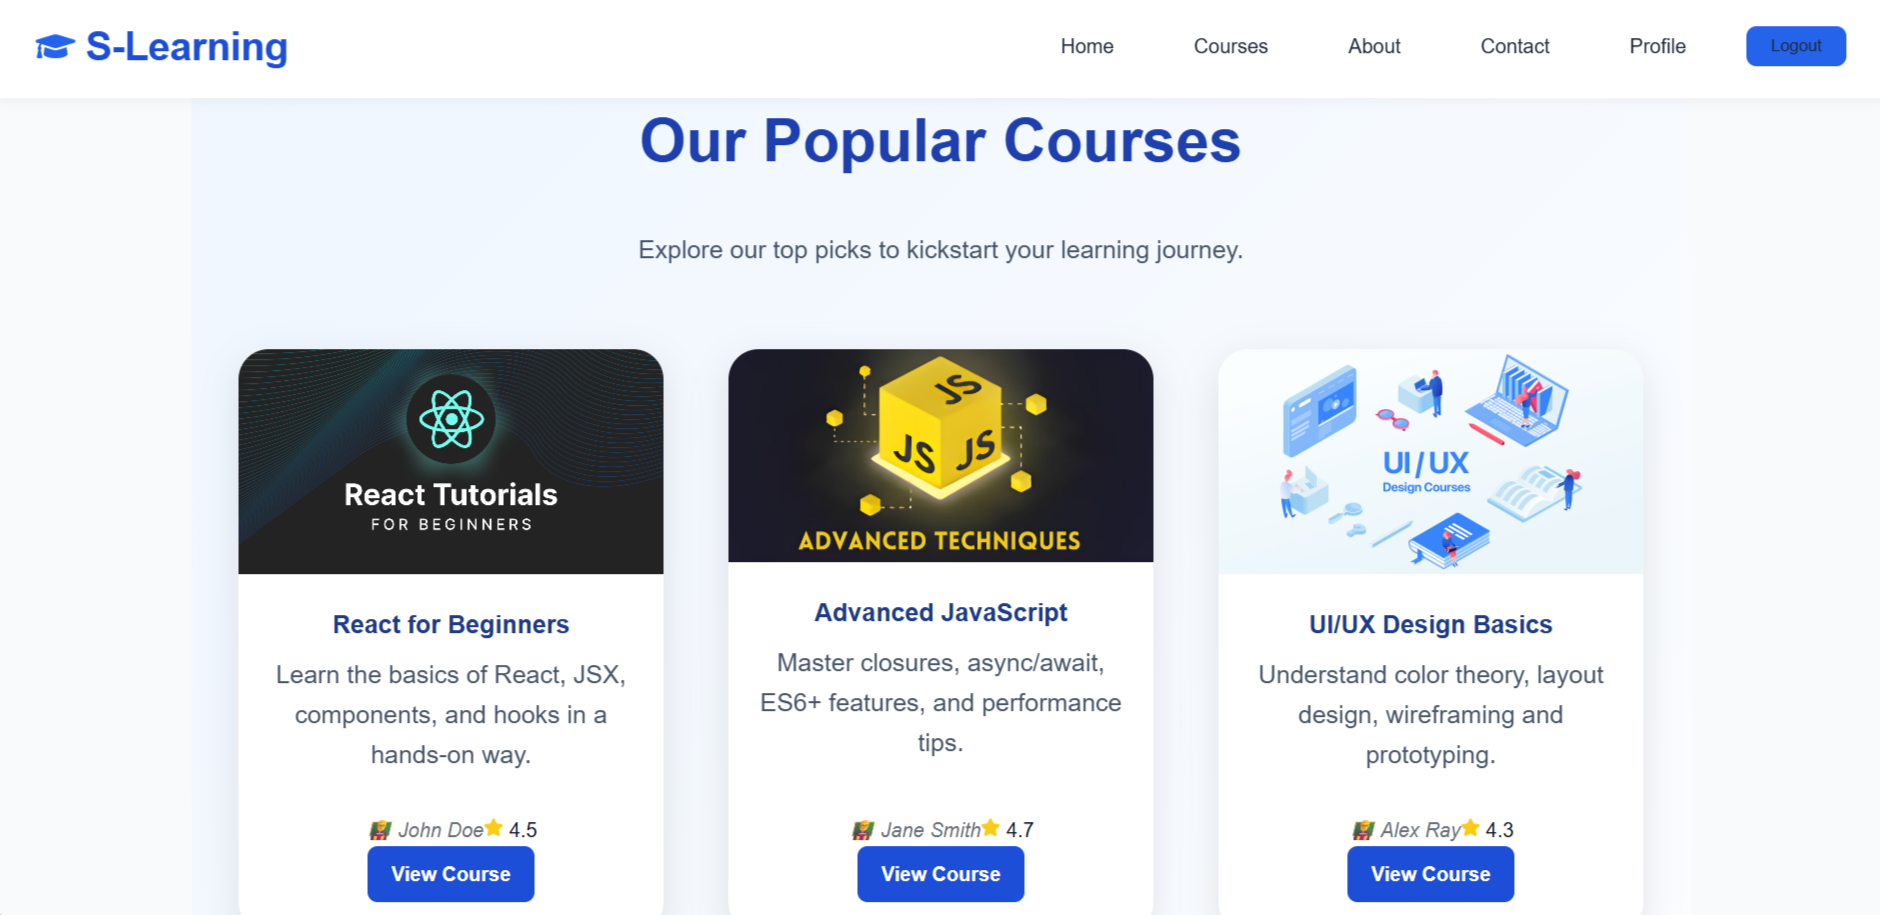 S-Learning
Home Courses About Contact Profile Logout
Our Popular Courses
Explore our top picks to kickstart your learning journey.
React Tutorials
FOR BEGINNERS
React for Beginners
Learn the basics of React, JSX,
components, and hooks in a
hands-on way.
John Doe 4.5
View Course
JS
JS JS
ADVANCED TECHNIQUES
Advanced JavaScript
Master closures, async/await,
ES6+ features, and performance
tips.
Jane Smith 4.7
View Course
UI / UX
Design Courses
UI/UX Design Basics
Understand color theory, layout
design, wireframing and
prototyping.
Alex Ray 4.3
View Course